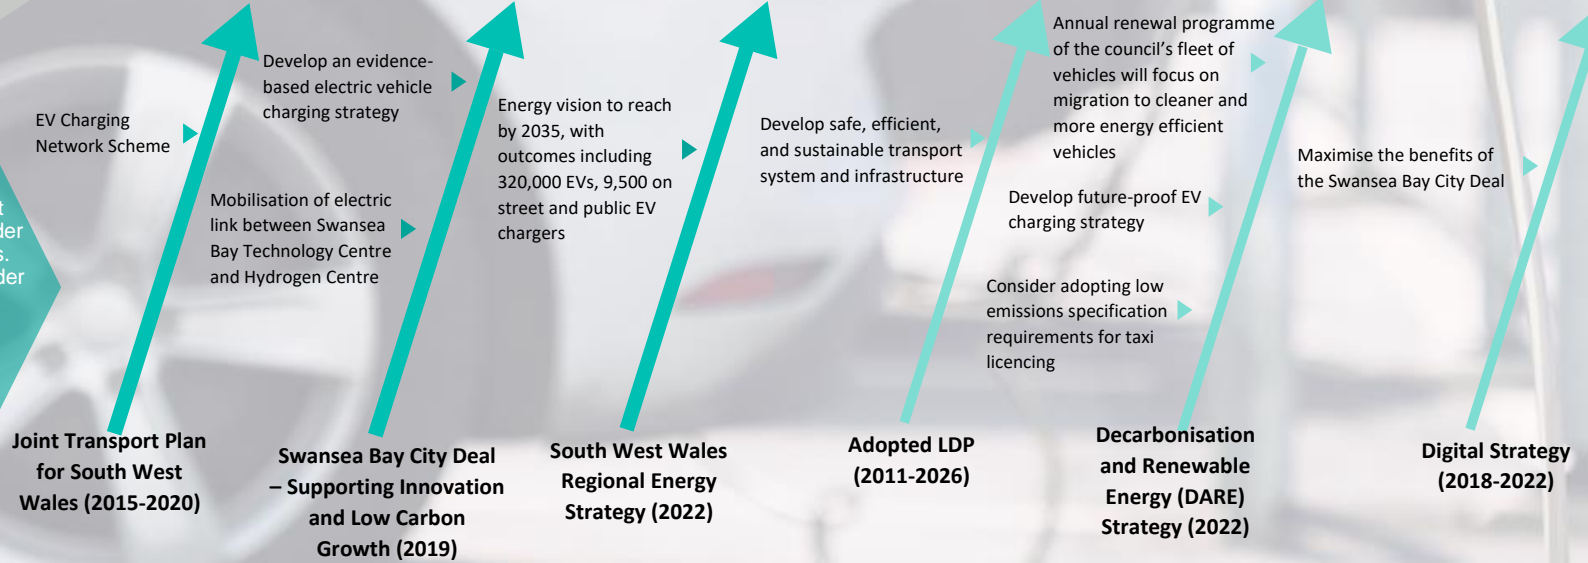 EV Charging
Network Scheme
Joint Transport Plan
for South West
Wales (2015-2020)
Develop an evidence-
based electric vehicle
charging strategy
Mobilisation of electric
link between Swansea
Bay Technology Centre
and Hydrogen Centre
Swansea Bay City Deal
– Supporting Innovation
and Low Carbon
Growth (2019)
Energy vision to reach
by 2035, with
outcomes including
320,000 EVs, 9,500 on
street and public EV
chargers
South West Wales
Regional Energy
Strategy (2022)
Develop safe, efficient,
and sustainable transport
system and infrastructure
Adopted LDP
(2011-2026)
Annual renewal programme
of the council’s fleet of
vehicles will focus on
migration to cleaner and
more energy efficient
vehicles
Develop future-proof EV
charging strategy
Consider adopting low
emissions specification
requirements for taxi
licencing
Decarbonisation
and Renewable
Energy (DARE)
Strategy (2022)
Maximise the benefits of
the Swansea Bay City Deal
Digital Strategy
(2018-2022)